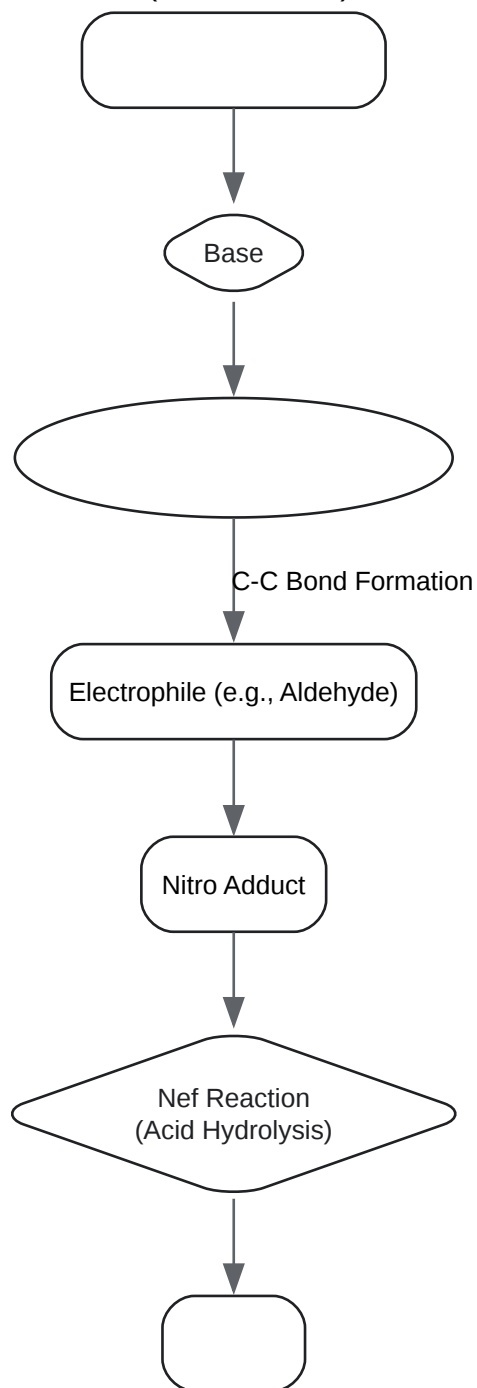 Base
C-C Bond Formation
Electrophile (e.g., Aldehyde)
Nitro Adduct
Nef Reaction
(Acid Hydrolysis)